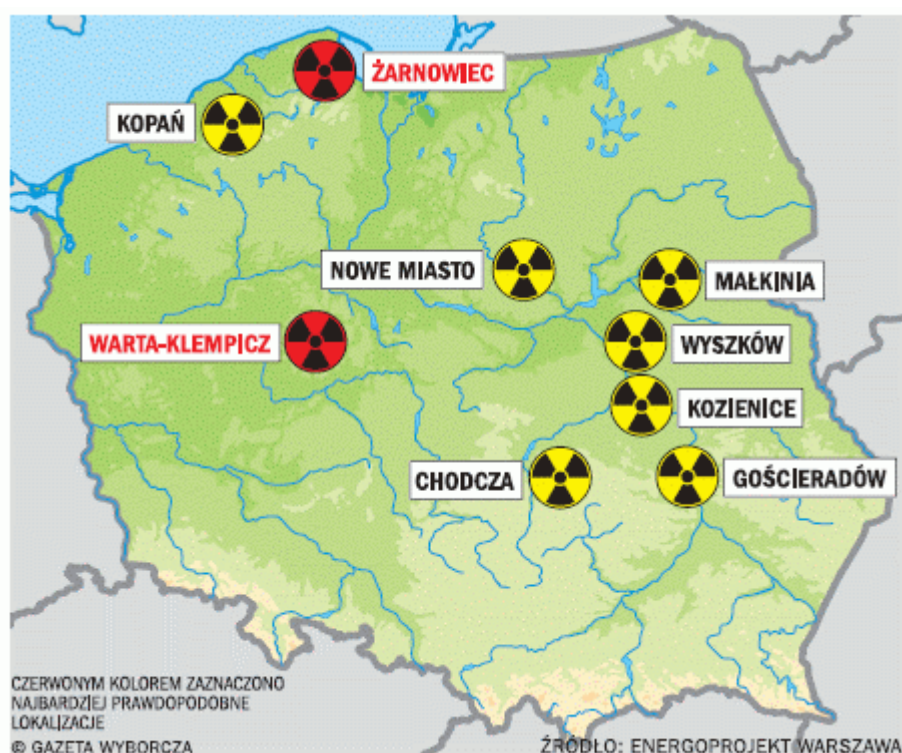 ŻARNOWIEC
KOPAŃ
NOWE MIASTO
MAŁKINIA
WARTA-KLEMPICZ
WYSZKÓW
KOZIENICE
CHODCZA
GOŚCIERADÓW
CZERWONYM KOLOREM ZAZNACZONO
NAJBARDZIEJ PRAWDOPODOBNE
LOKALIZACJE
© GAZETA WYBORCZA
ŹRÓDŁO: ENERGOPROJEKT WARSZAWA